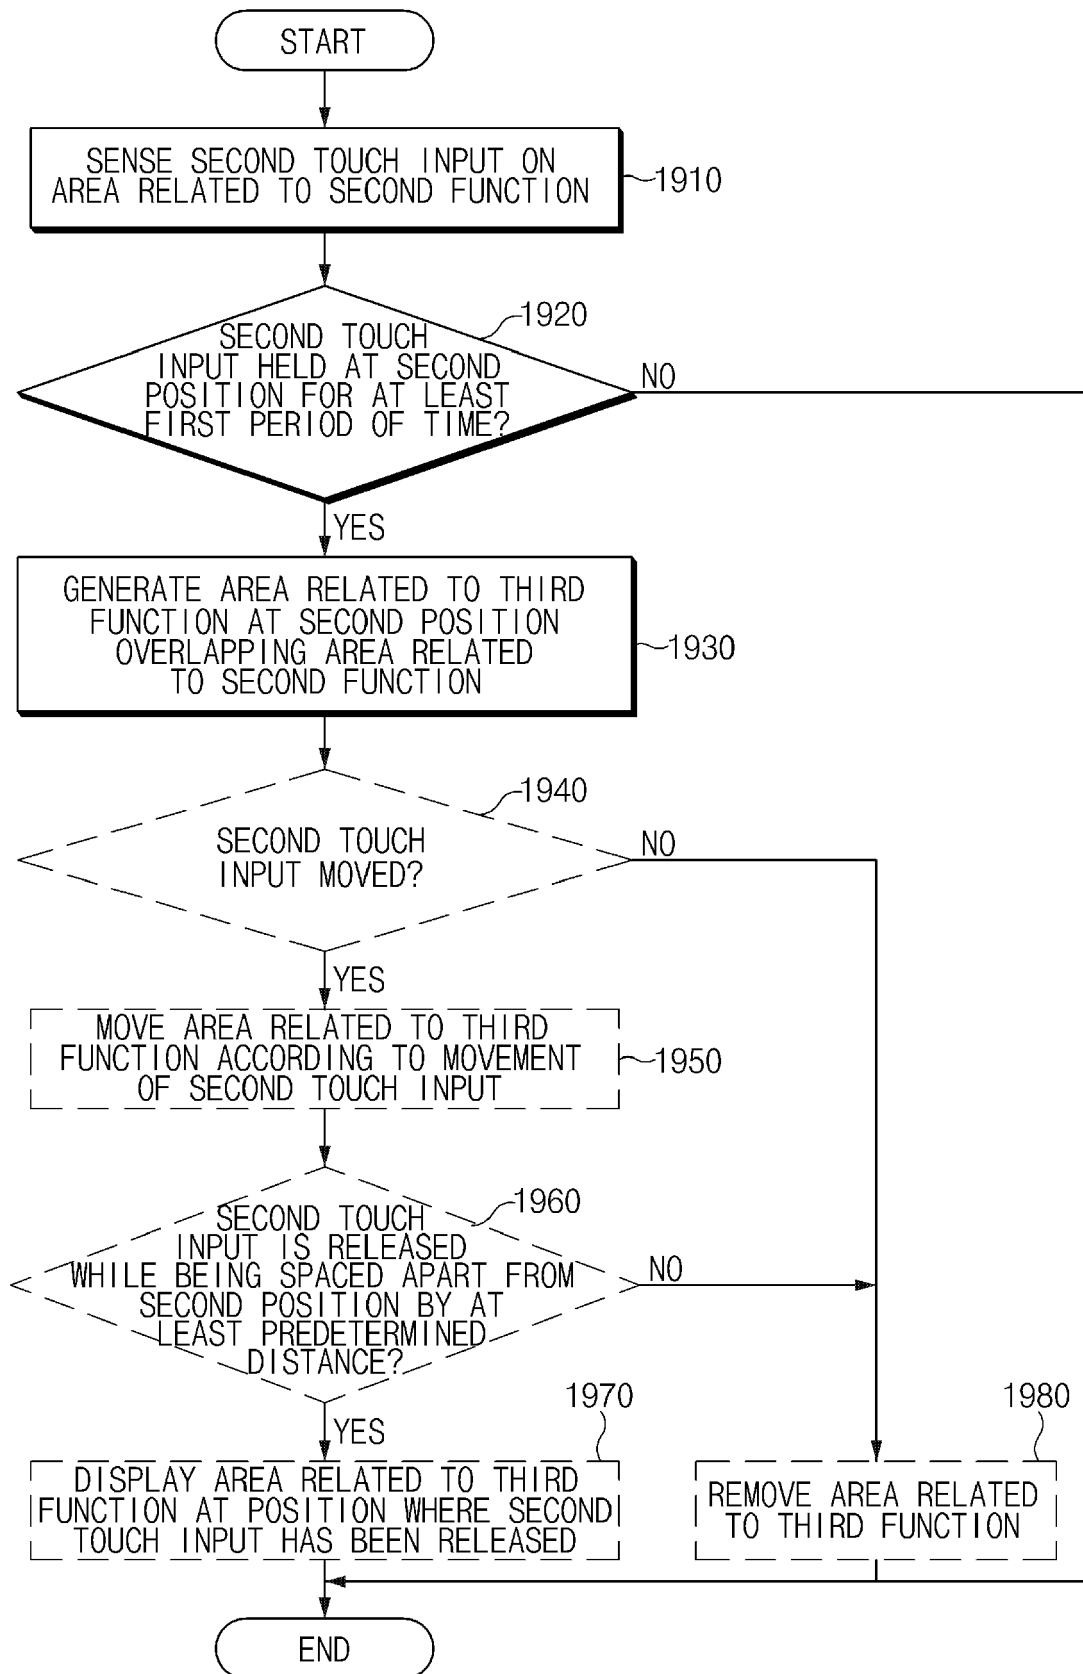 START
SENSE SECOND TOUCH INPUT ON
AREA RELATED TO SECOND FUNCTION
1910
1920
SECOND TOUCH
INPUT HELD AT SECOND
POSITION FOR AT LEAST
FIRST PERIOD OF TIME?
NO
YES
GENERATE AREA RELATED TO THIRD
FUNCTION AT SECOND POSITION
OVERLAPPING AREA RELATED
TO SECOND FUNCTION
1930
1940
SECOND TOUCH
INPUT MOVED?
NO
YES
MOVE AREA RELATED TO THIRD
FUNCTION ACCORDING TO MOVEMENT
OF SECOND TOUCH INPUT
1950
1960
SECOND TOUCH
INPUT IS RELEASED
WHILE BEING SPACED APART FROM
SECOND POSITION BY AT
LEAST PREDETERMINED
DISTANCE?
NO
YES
1970
DISPLAY AREA RELATED TO THIRD
FUNCTION AT POSITION WHERE SECOND
TOUCH INPUT HAS BEEN RELEASED
1980
REMOVE AREA RELATED
TO THIRD FUNCTION
END